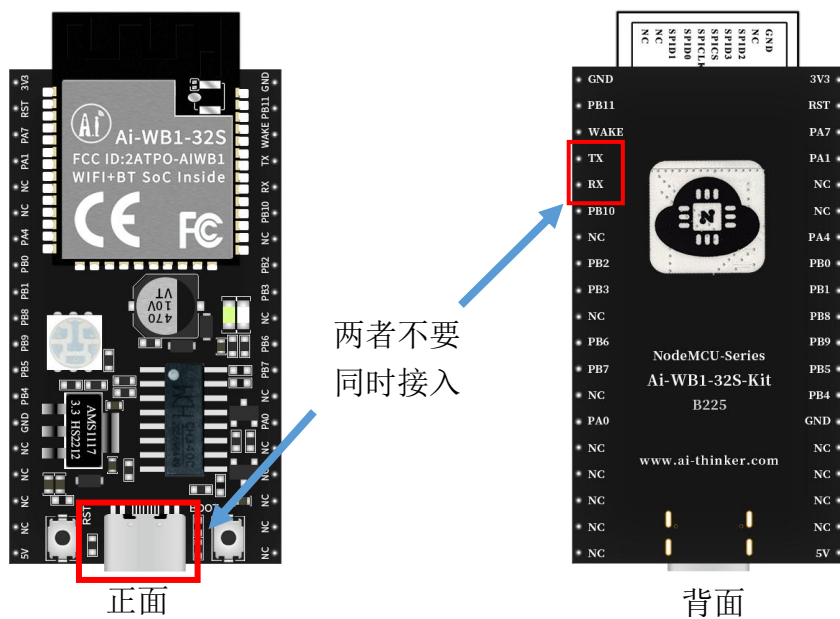 3V3
RST
PA7
PA1
NC
NC
PA4
PB0
PB1
PB8
PB9
PB5
PB4
GND
NC
NC
NC
NC
5V
Ai
Ai-WB1-32S
FCC ID:2ATPO-AIWB1
WIFI+BT SoC Inside
CE FC
470
10V
VT
AMS1117
3.3 HS2212
RST
BOOT
GND
PB11
WAKE
TX
RX
PB10
NC
PB2
PB3
NC
PB6
PB7
NC
PA0
NC
NC
NC
NC
NC
正面
两者不要
同时接入
NC
NC
SPID1
SPID0
SPICLK
SPICS
SPID3
SPID2
NC
GND
GND
PB11
WAKE
TX
RX
PB10
NC
PB2
PB3
NC
PB6
PB7
NC
PA0
NC
NC
NC
NC
NC
N
NodeMCU-Series
Ai-WB1-32S-Kit
B225
www.ai-thinker.com
3V3
RST
PA7
PA1
NC
NC
PA4
PB0
PB1
PB8
PB9
PB5
PB4
GND
NC
NC
NC
NC
5V
背面